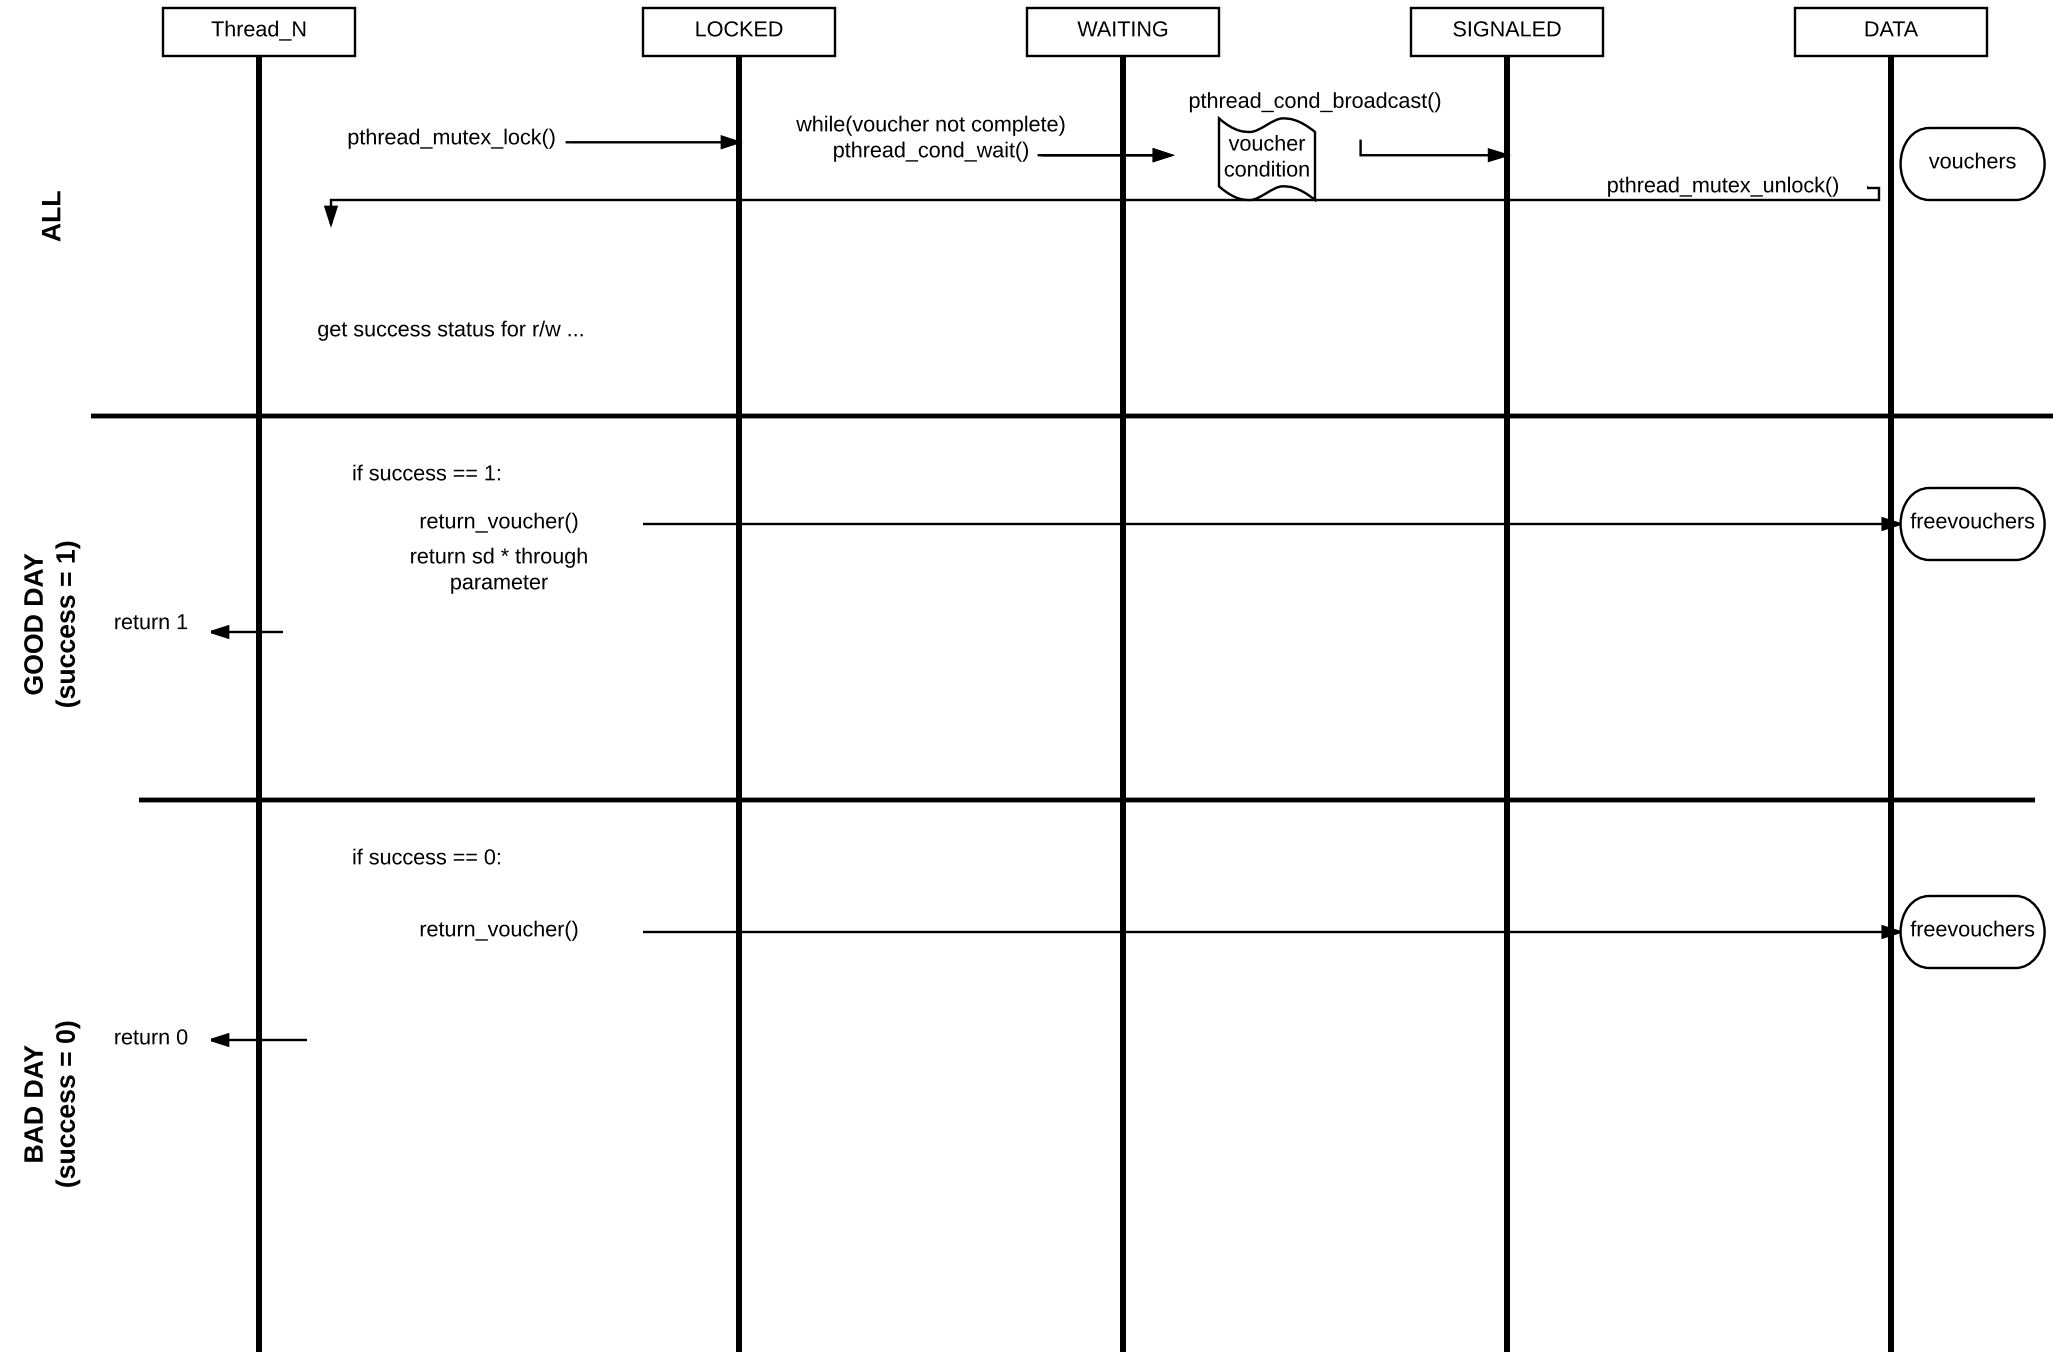 Thread_N
LOCKED
WAITING
SIGNALED
DATA
ALL
pthread_mutex_lock()
while(voucher not complete)
pthread_cond_wait()
pthread_cond_broadcast()
voucher
condition
vouchers
pthread_mutex_unlock()
get success status for r/w ...
GOOD DAY
(success = 1)
if success == 1:
return_voucher()
freevouchers
return sd * through
parameter
return 1
BAD DAY
(success = 0)
if success == 0:
return_voucher()
freevouchers
return 0